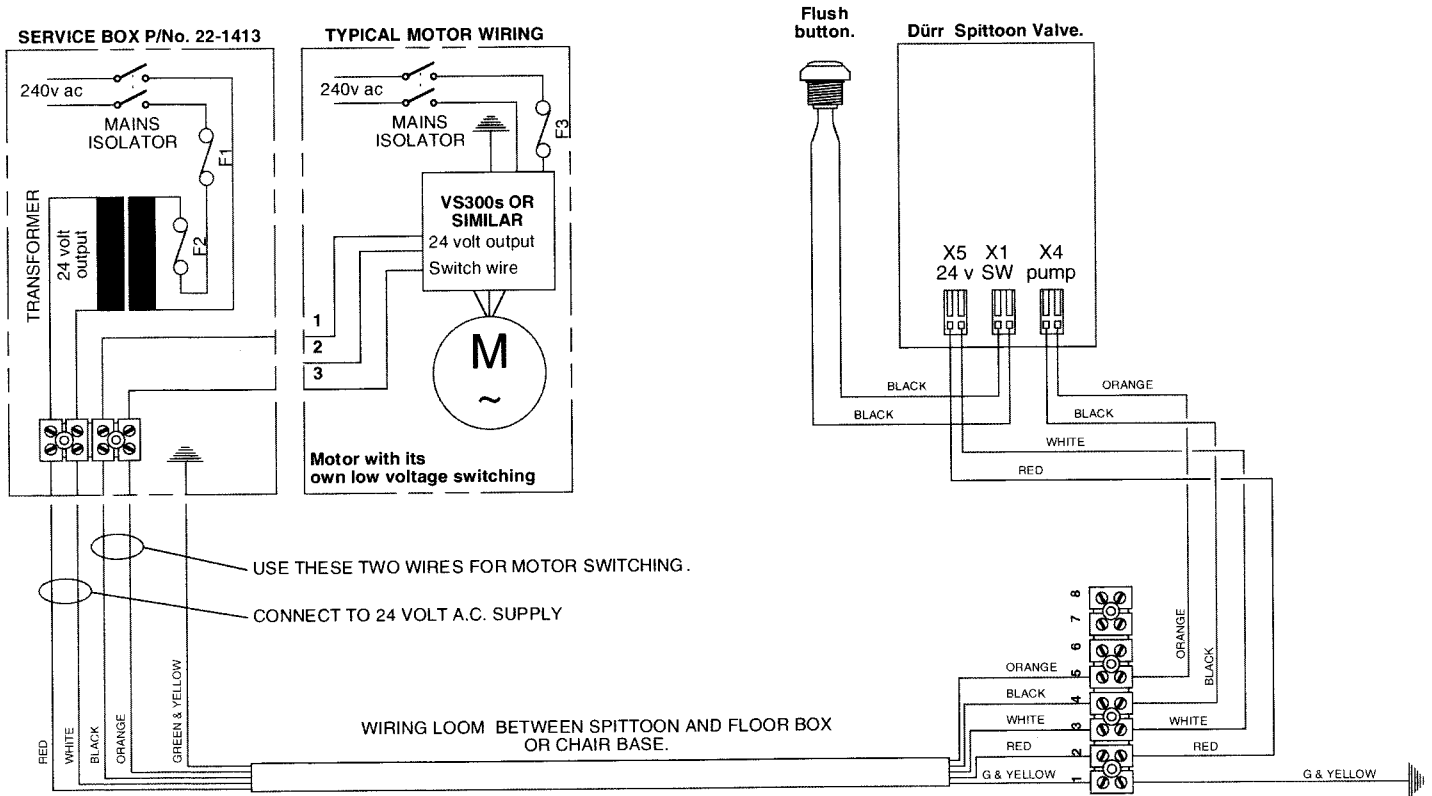 SERVICE BOX P/No. 22-1413
240v ac
MAINS
ISOLATOR
F1
F2
TRANSFORMER
24 volt
output
TYPICAL MOTOR WIRING
240v ac
MAINS
ISOLATOR
F3
VS300s OR
SIMILAR
24 volt output
Switch wire
1
2
3
M
~
Motor with its
own low voltage switching
Flush
button.
Dürr Spittoon Valve.
X5 X1 X4
24 v SW pump
BLACK
BLACK
ORANGE
BLACK
WHITE
RED
USE THESE TWO WIRES FOR MOTOR SWITCHING.
CONNECT TO 24 VOLT A.C. SUPPLY
RED
WHITE
BLACK
ORANGE
GREEN & YELLOW
WIRING LOOM BETWEEN SPITTOON AND FLOOR BOX
OR CHAIR BASE.
8
7
6
5
4
3
2
1
ORANGE
BLACK
WHITE
RED
G & YELLOW
ORANGE
BLACK
WHITE
RED
G & YELLOW